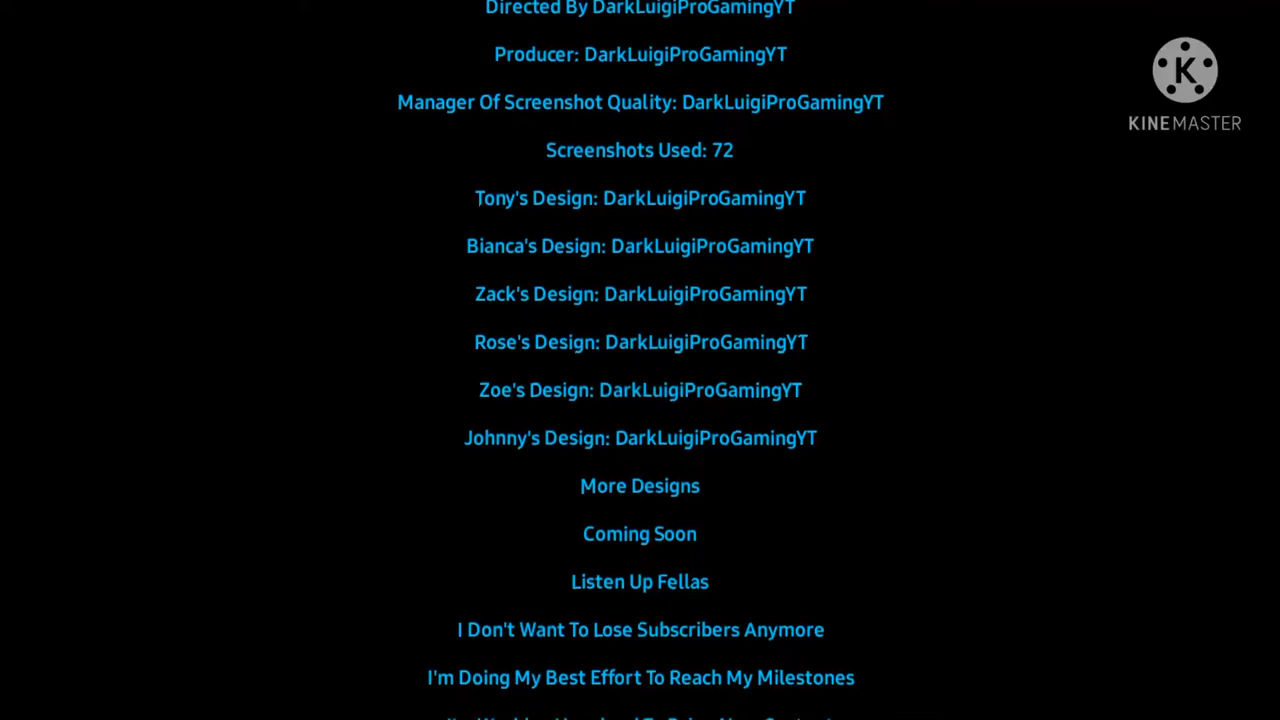 Directed By DarkLuigiProGamingYT
Producer: DarkLuigiProGamingYT
Manager Of Screenshot Quality: DarkLuigiProGamingYT
Screenshots Used: 72
Tony's Design: DarkLuigiProGamingYT
Bianca's Design: DarkLuigiProGamingYT
Zack's Design: DarkLuigiProGamingYT
Rose's Design: DarkLuigiProGamingYT
Zoe's Design: DarkLuigiProGamingYT
Johnny's Design: DarkLuigiProGamingYT
More Designs
Coming Soon
Listen Up Fellas
I Don't Want To Lose Subscribers Anymore
I'm Doing My Best Effort To Reach My Milestones
K
KINEMASTER